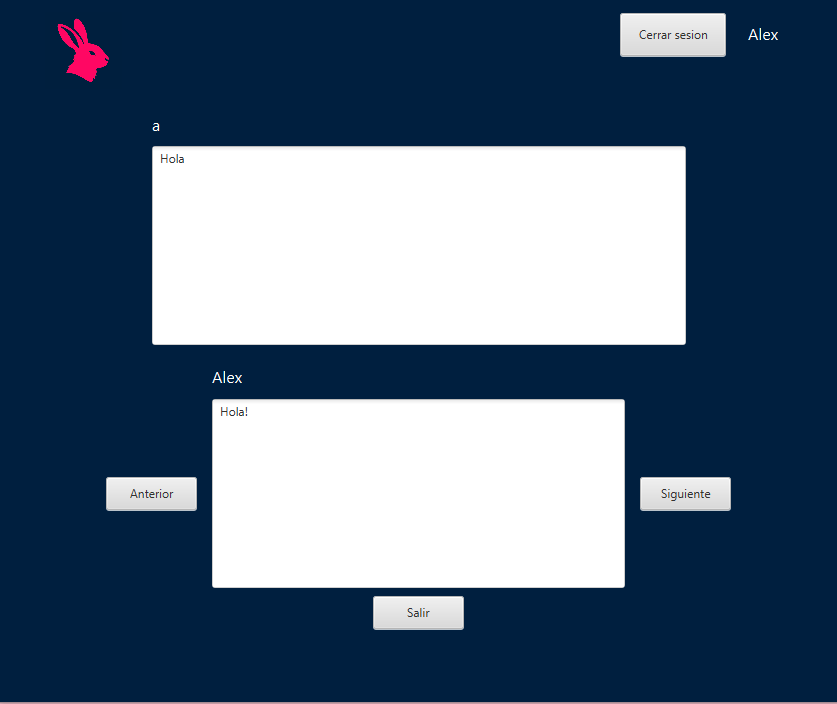 Cerrar sesion
Alex
a
Hola
Alex
Hola!
Anterior
Siguiente
Salir